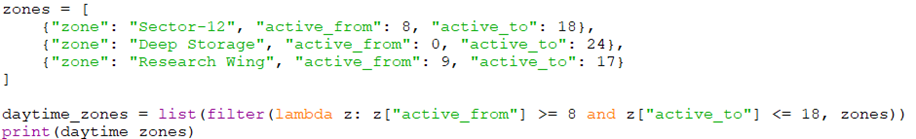 zones = [
    {"zone": "Sector-12", "active_from": 8, "active_to": 18},
    {"zone": "Deep Storage", "active_from": 0, "active_to": 24},
    {"zone": "Research Wing", "active_from": 9, "active_to": 17}
]

daytime_zones = list(filter(lambda z: z["active_from"] >= 8 and z["active_to"] <= 18, zones))
print(daytime_zones)